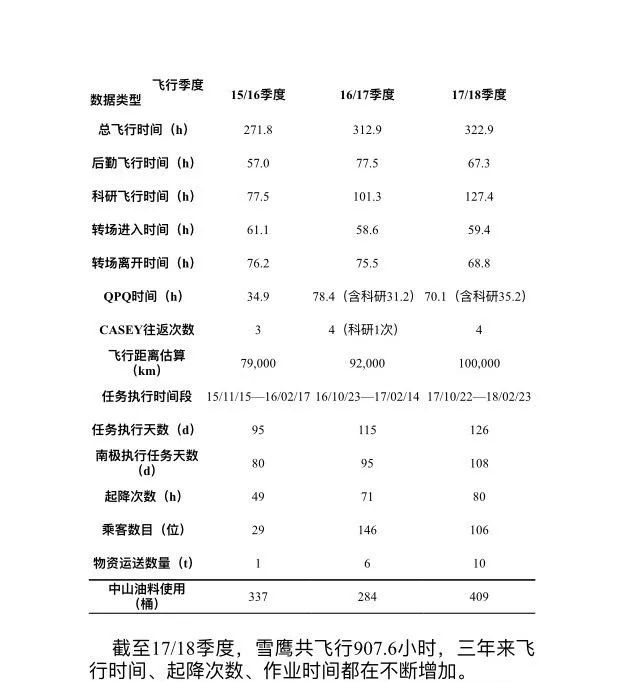 飞行季度
数据类型 15/16季度 16/17季度 17/18季度
总飞行时间（h） 271.8 312.9 322.9
后勤飞行时间（h） 57.0 77.5 67.3
科研飞行时间（h） 77.5 101.3 127.4
转场进入时间（h） 61.1 58.6 59.4
转场离开时间（h） 76.2 75.5 68.8
QPQ时间（h） 34.9 78.4（含科研31.2） 70.1（含科研35.2）
CASEY往返次数 3 4（科研1次） 4
飞行距离估算
（km） 79,000 92,000 100,000
任务执行时间段 15/11/15—16/02/17 16/10/23—17/02/14 17/10/22—18/02/23
任务执行天数（d） 95 115 126
南极执行任务天数
（d） 80 95 108
起降次数（h） 49 71 80
乘客数目（位） 29 146 106
物资运送数量（t） 1 6 10
中山油料使用
（桶） 337 284 409
截至17/18季度，雪鹰共飞行907.6小时，三年来飞
行时间、起降次数、作业时间都在不断增加。